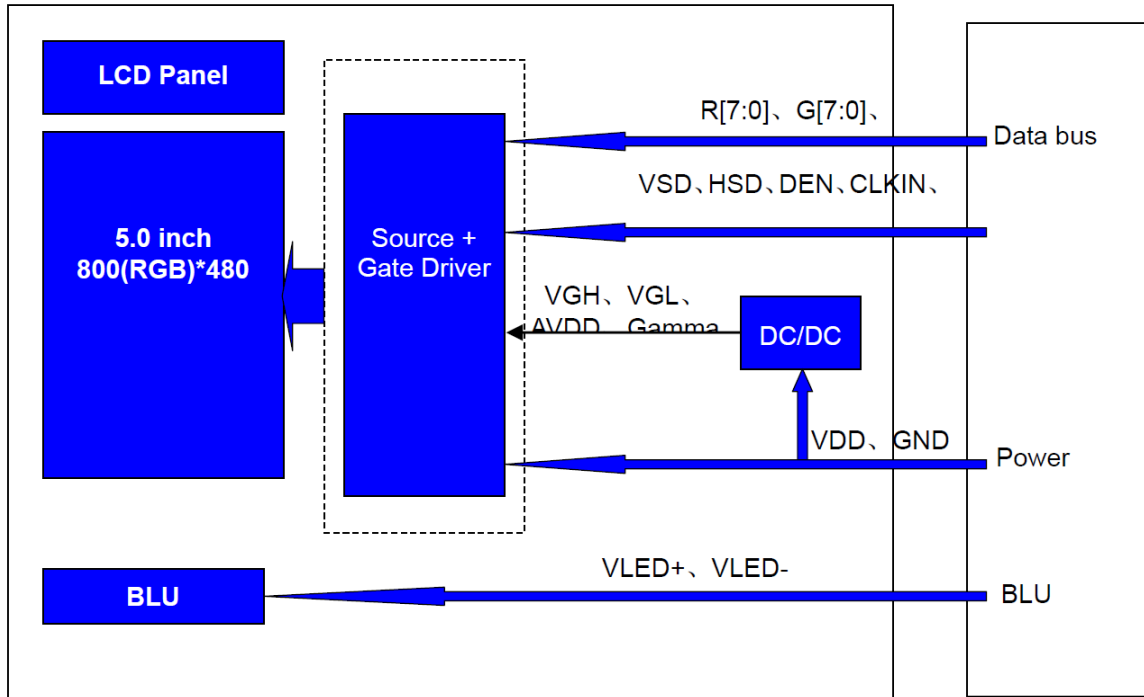 LCD Panel
5.0 inch
800(RGB)*480
Source +
Gate Driver
R[7:0]、G[7:0]、
Data bus
VSD、HSD、DEN、CLKIN、
VGH、VGL、
AVDD、Gamma
DC/DC
VDD、GND
Power
VLED+、VLED-
BLU
BLU